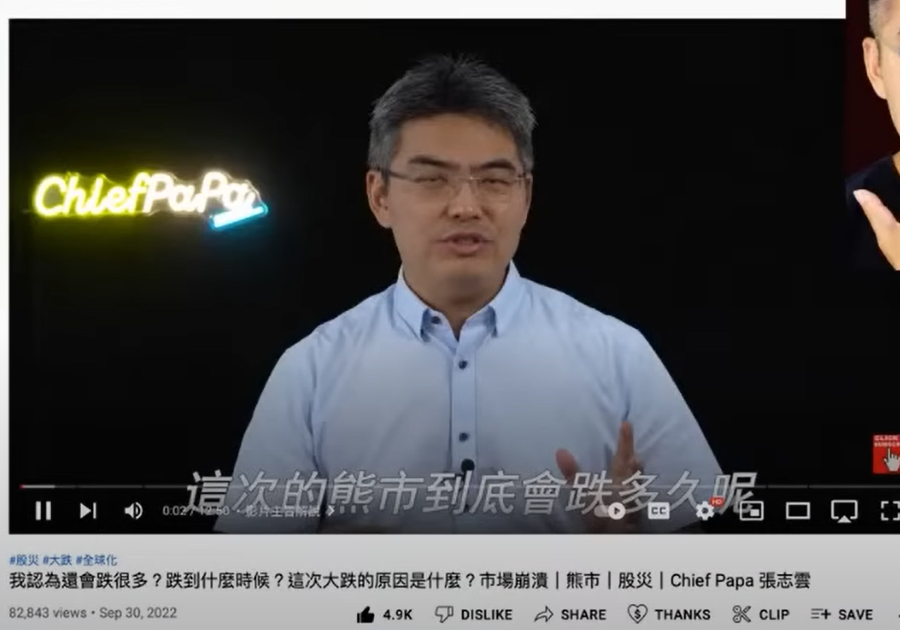 ChiefPaPa
CLICK
SUBSCRIBE
這次的熊市到底會跌多久呢
0:02 / 12:50 • 影片主旨解說
CC
HD
#股災 #大跌 #全球化
我認為還會跌很多？跌到什麼時候？這次大跌的原因是什麼？市場崩潰｜熊市｜股災｜Chief Papa 張志雲
82,843 views • Sep 30, 2022
4.9K
DISLIKE
SHARE
THANKS
CLIP
SAVE